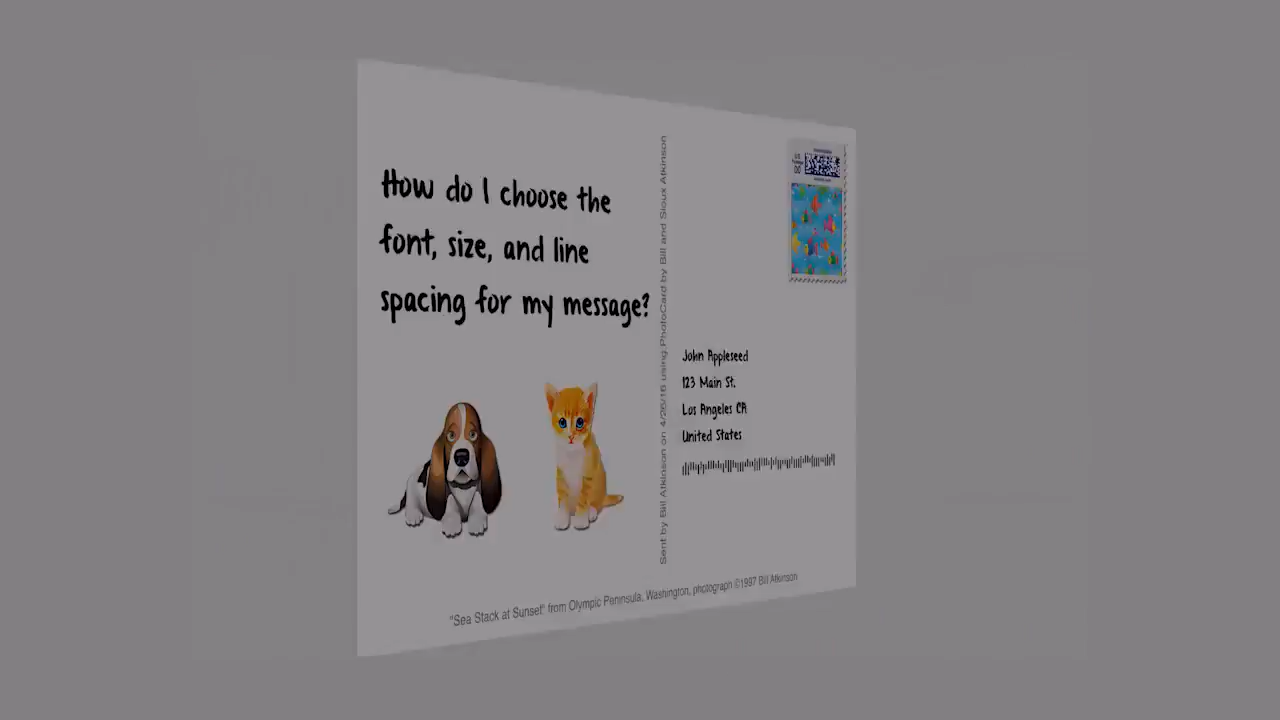 How do I choose the
font, size, and line
spacing for my message?
Sent by Bill Atkinson on 4/26/16 using PhotoCard by Bill and Sioux Atkinson
John Appleseed
123 Main St.
Los Angeles CA
United States
"Sea Stack at Sunset" from Olympic Peninsula, Washington, photograph ©1997 Bill Atkinson